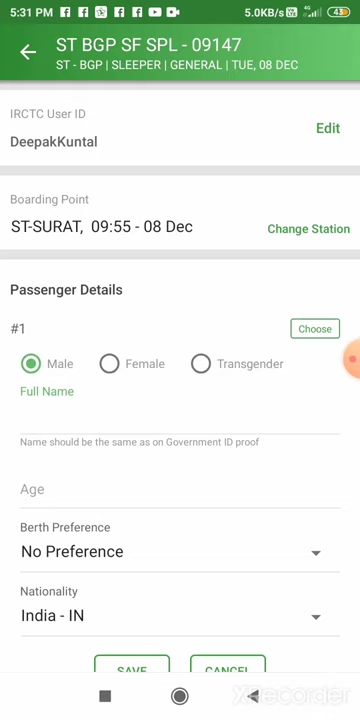 5:31 PM 5.0KB/s 4G 43
ST BGP SF SPL - 09147
ST - BGP | SLEEPER | GENERAL | TUE, 08 DEC
IRCTC User ID
Edit
DeepakKuntal
Boarding Point
ST-SURAT, 09:55 - 08 Dec
Change Station
Passenger Details
#1
Choose
Male Female Transgender
Full Name
Name should be the same as on Government ID proof
Age
Berth Preference
No Preference
Nationality
India - IN
SAVE CANCEL
XRecorder